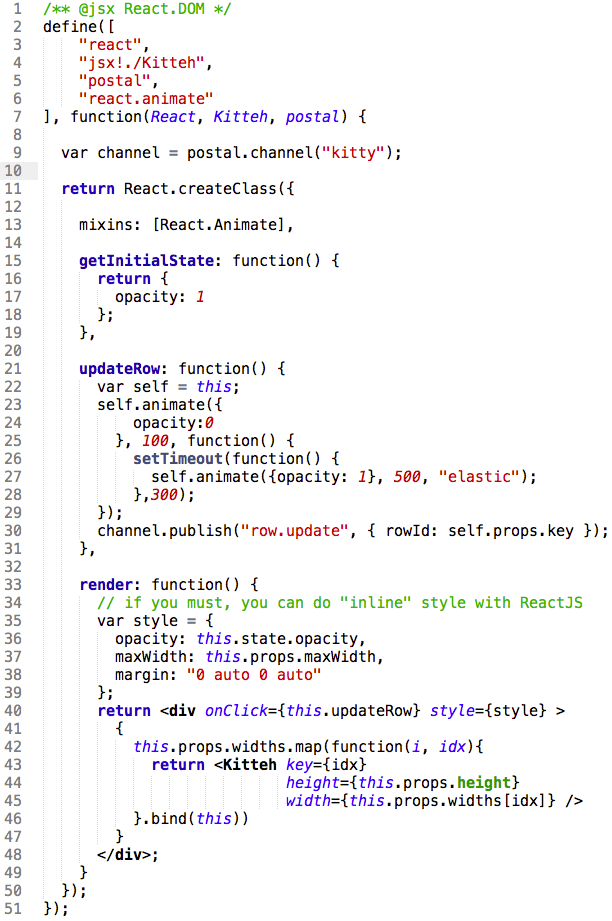 1 /** @jsx React.DOM */
2 define([
3     "react",
4     "jsx!./Kitteh",
5     "postal",
6     "react.animate"
7 ], function(React, Kitteh, postal) {
8
9   var channel = postal.channel("kitty");
10
11   return React.createClass({
12
13     mixins: [React.Animate],
14
15     getInitialState: function() {
16       return {
17         opacity: 1
18       };
19     },
20
21     updateRow: function() {
22       var self = this;
23       self.animate({
24           opacity:0
25         }, 100, function() {
26           setTimeout(function() {
27             self.animate({opacity: 1}, 500, "elastic");
28           },300);
29       });
30       channel.publish("row.update", { rowId: self.props.key });
31     },
32
33     render: function() {
34       // if you must, you can do "inline" style with ReactJS
35       var style = {
36         opacity: this.state.opacity,
37         maxWidth: this.props.maxWidth,
38         margin: "0 auto 0 auto"
39       };
40       return <div onClick={this.updateRow} style={style} >
41         {
42           this.props.widths.map(function(i, idx){
43             return <Kitteh key={idx}
44                            height={this.props.height}
45                            width={this.props.widths[idx]} />
46           }.bind(this))
47         }
48       </div>;
49     }
50   });
51 });